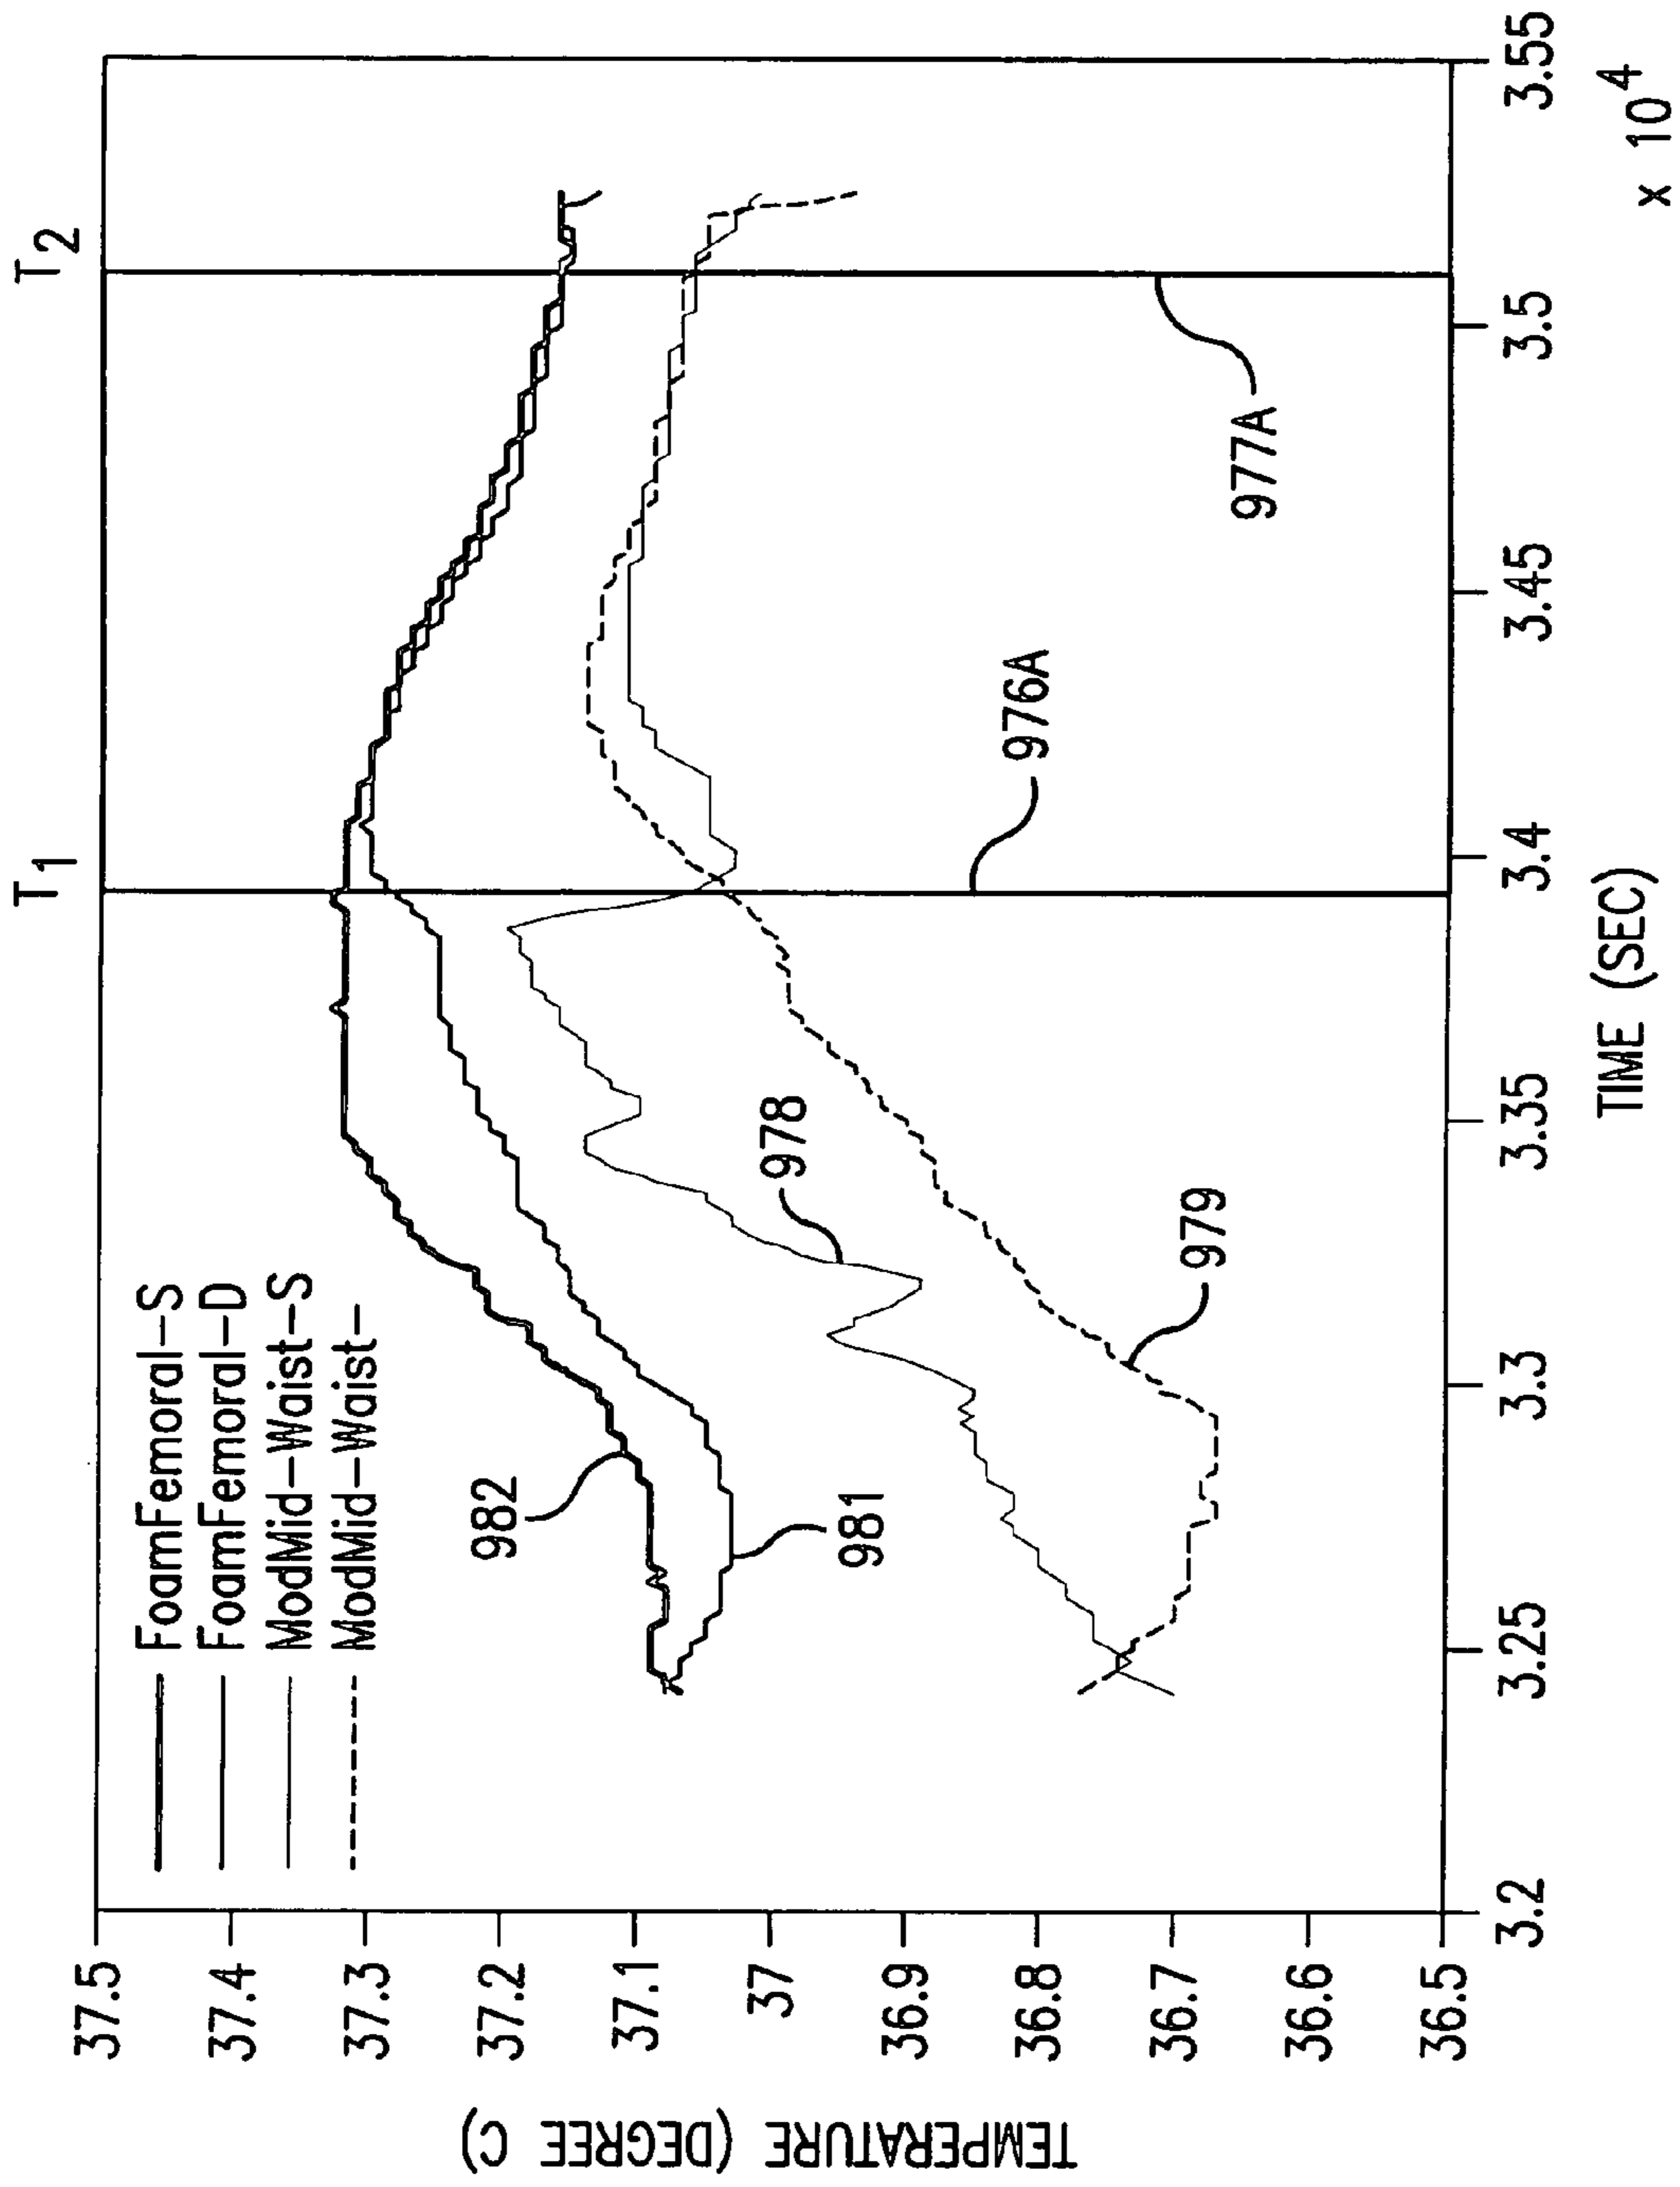 T1
T2
FoamFemoral-S
FoamFemoral-D
ModMid-Waist-S
ModMid-Waist-
37.5
37.4
37.3
37.2
37.1
37
36.9
36.8
36.7
36.6
36.5
TEMPERATURE (DEGREE C)
982
981
978
979
976A
977A
3.2
3.25
3.3
3.35
3.4
3.45
3.5
3.55
x 10^4
TIME (SEC)